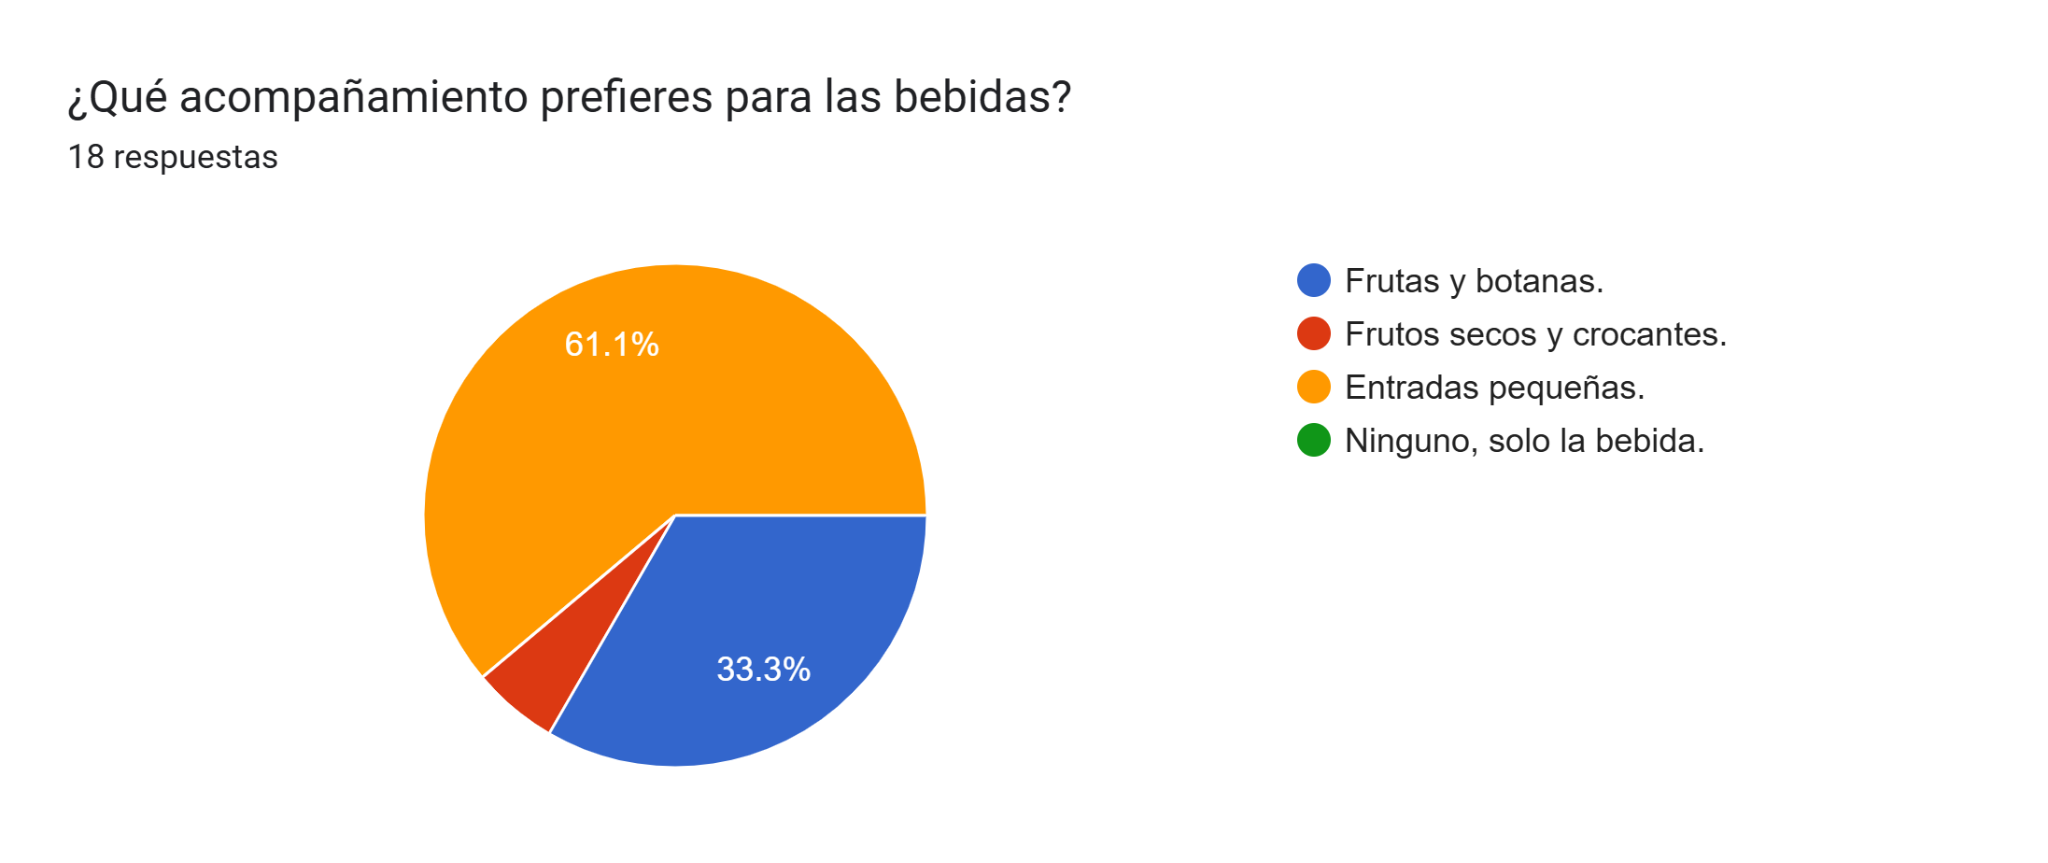 ¿Qué acompañamiento prefieres para las bebidas?
18 respuestas
61.1%
33.3%
Frutas y botanas.
Frutos secos y crocantes.
Entradas pequeñas.
Ninguno, solo la bebida.